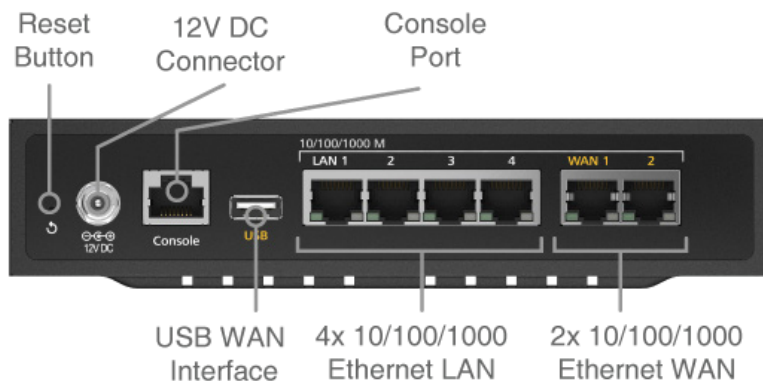 Reset
Button
12V DC
Connector
Console
Port
10/100/1000 M
LAN 1 2 3 4 WAN 1 2
12V DC
Console
USB
USB WAN
Interface
4x 10/100/1000
Ethernet LAN
2x 10/100/1000
Ethernet WAN